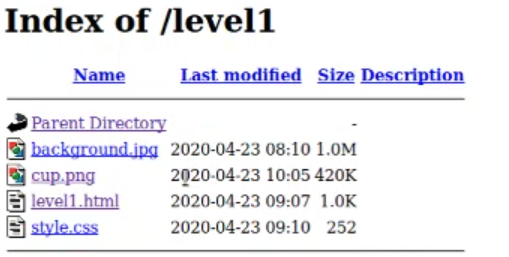 Index of /level1
Name Last modified Size Description
Parent Directory -
background.jpg 2020-04-23 08:10 1.0M
cup.png 2020-04-23 10:05 420K
level1.html 2020-04-23 09:07 1.0K
style.css 2020-04-23 09:10 252